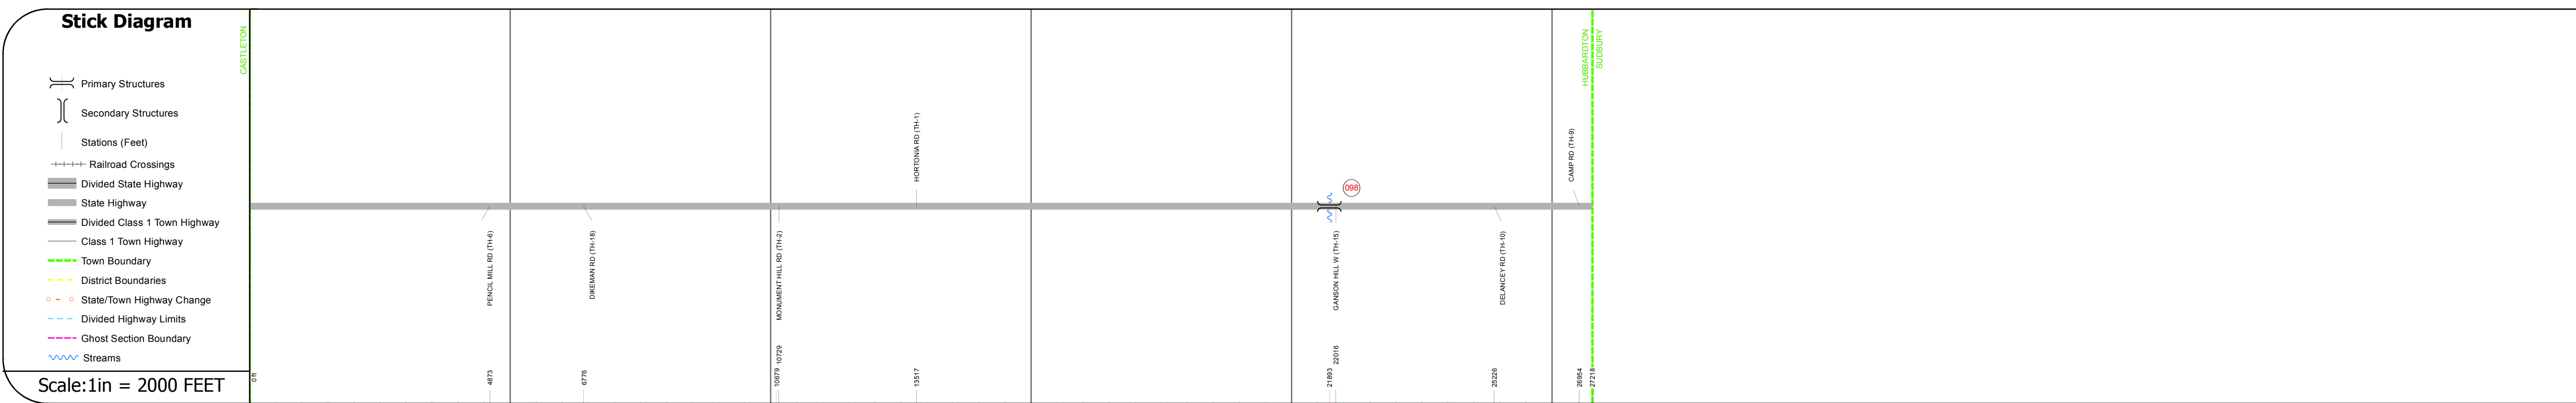 Stick Diagram
Primary Structures
Secondary Structures
Stations (Feet)
Railroad Crossings
Divided State Highway
State Highway
Divided Class 1 Town Highway
Class 1 Town Highway
Town Boundary
District Boundaries
State/Town Highway Change
Divided Highway Limits
Ghost Section Boundary
Streams
Scale:1in = 2000 FEET
CASTLETON
HUBBARDTON
SUDBURY
HORTONIA RD (TH-1)
CAMP RD (TH-9)
098
PENCIL MILL RD (TH-6)
DIKEMAN RD (TH-18)
MONUMENT HILL RD (TH-2)
GANSON HILL W (TH-15)
DELANCEY RD (TH-10)
0 ft
4873
6776
10679
10729
13517
21893
22016
25226
26954
27218